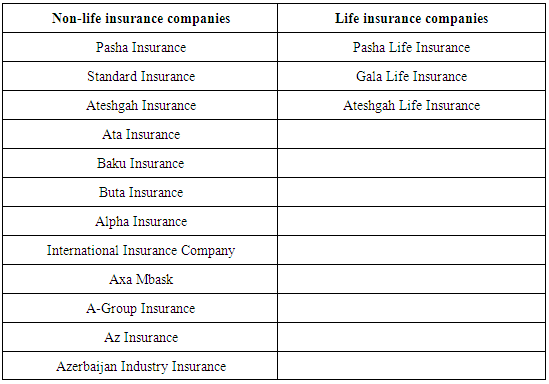 Non-life insurance companies Life insurance companies
Pasha Insurance Pasha Life Insurance
Standard Insurance Gala Life Insurance
Ateshgah Insurance Ateshgah Life Insurance
Ata Insurance
Baku Insurance
Buta Insurance
Alpha Insurance
International Insurance Company
Axa Mbask
A-Group Insurance
Az Insurance
Azerbaijan Industry Insurance